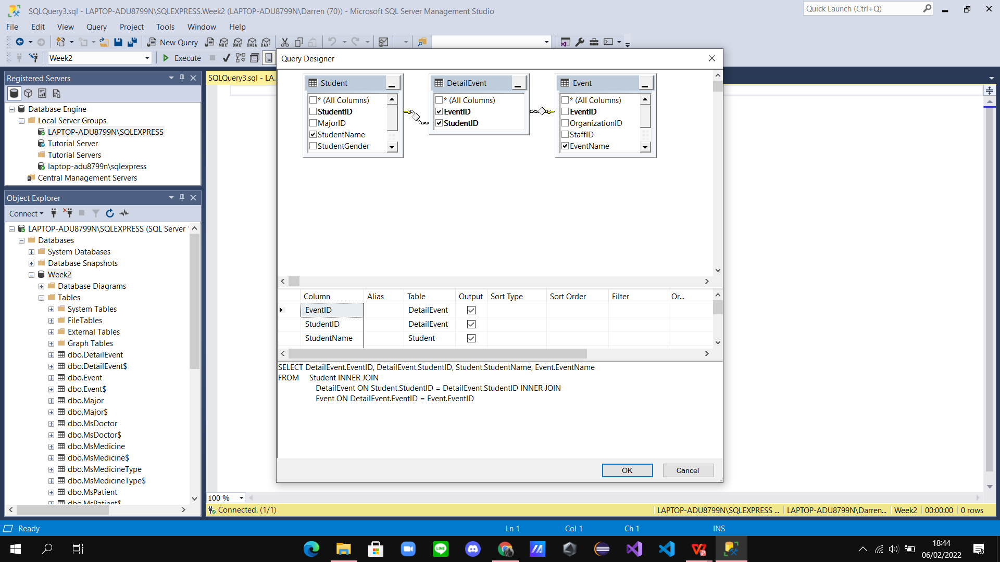 SQLQuery3.sql - LAPTOP-ADU8799N\SQLEXPRESS.Week2 (LAPTOP-ADU8799N\Darren (70)) - Microsoft SQL Server Management Studio
Quick Launch (Ctrl+Q)
File Edit View Query Project Tools Window Help
New Query
MDX DMX XMLA DAX
Week2
Execute
Registered Servers
Database Engine
Local Server Groups
LAPTOP-ADU8799N\SQLEXPRESS
Tutorial Server
Tutorial Servers
laptop-adu8799n\sqlexpress
Central Management Servers
Object Explorer
Connect
LAPTOP-ADU8799N\SQLEXPRESS (SQL Server
Databases
System Databases
Database Snapshots
Week2
Database Diagrams
Tables
System Tables
FileTables
External Tables
Graph Tables
dbo.DetailEvent
dbo.DetailEvent$
dbo.Event
dbo.Event$
dbo.Major
dbo.Major$
dbo.MsDoctor
dbo.MsDoctor$
dbo.MsMedicine
dbo.MsMedicine$
dbo.MsMedicineType
dbo.MsMedicineType$
dbo.MsPatient
dbo.MsPatient$
SQLQuery3.sql - LA.
Query Designer
Student
* (All Columns)
StudentID
MajorID
StudentName
StudentGender
DetailEvent
* (All Columns)
EventID
StudentID
Event
* (All Columns)
EventID
OrganizationID
StaffID
EventName
Column Alias Table Output Sort Type Sort Order Filter Or...
EventID DetailEvent
StudentID DetailEvent
StudentName Student
SELECT DetailEvent.EventID, DetailEvent.StudentID, Student.StudentName, Event.EventName
FROM Student INNER JOIN
DetailEvent ON Student.StudentID = DetailEvent.StudentID INNER JOIN
Event ON DetailEvent.EventID = Event.EventID
OK Cancel
100 %
Connected. (1/1)
LAPTOP-ADU8799N\SQLEXPRESS ... LAPTOP-ADU8799N\Darren... Week2 00:00:00 0 rows
Ready Ln 1 Col 1 Ch 1 INS
LINE
18:44
06/02/2022